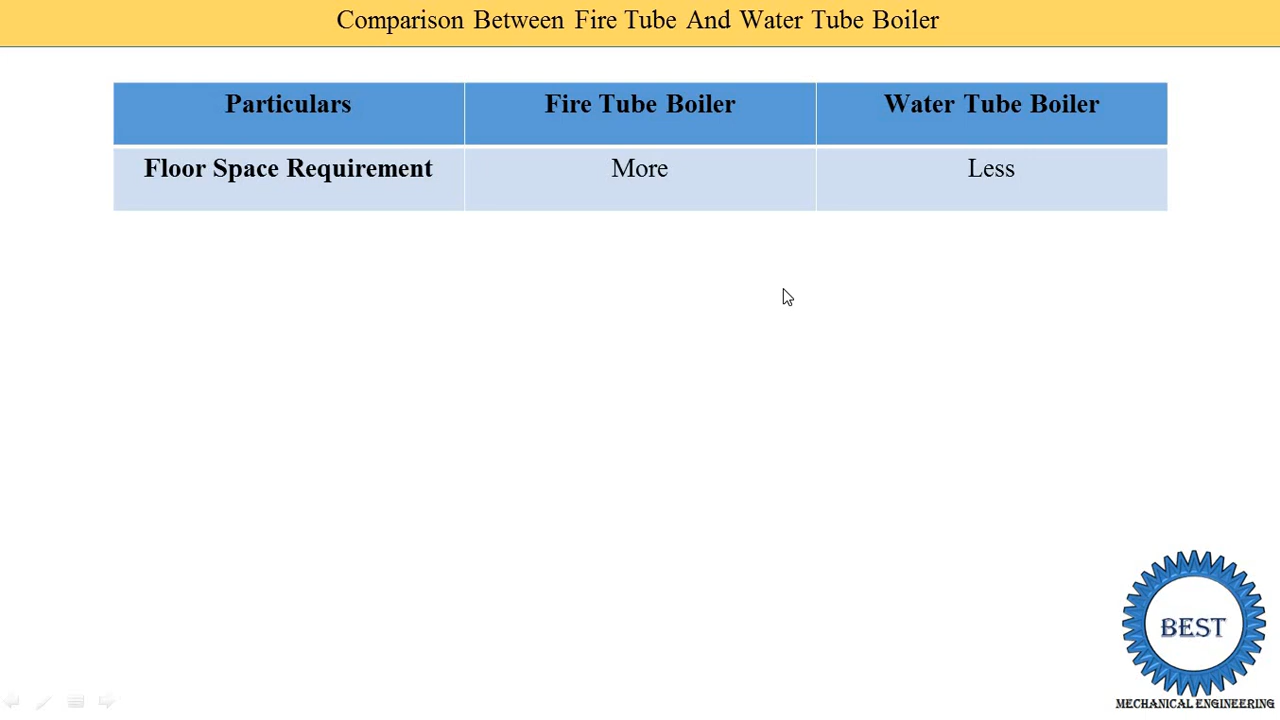 Comparison Between Fire Tube And Water Tube Boiler
Particulars Fire Tube Boiler Water Tube Boiler
Floor Space Requirement More Less
BEST
MECHANICAL ENGINEERING